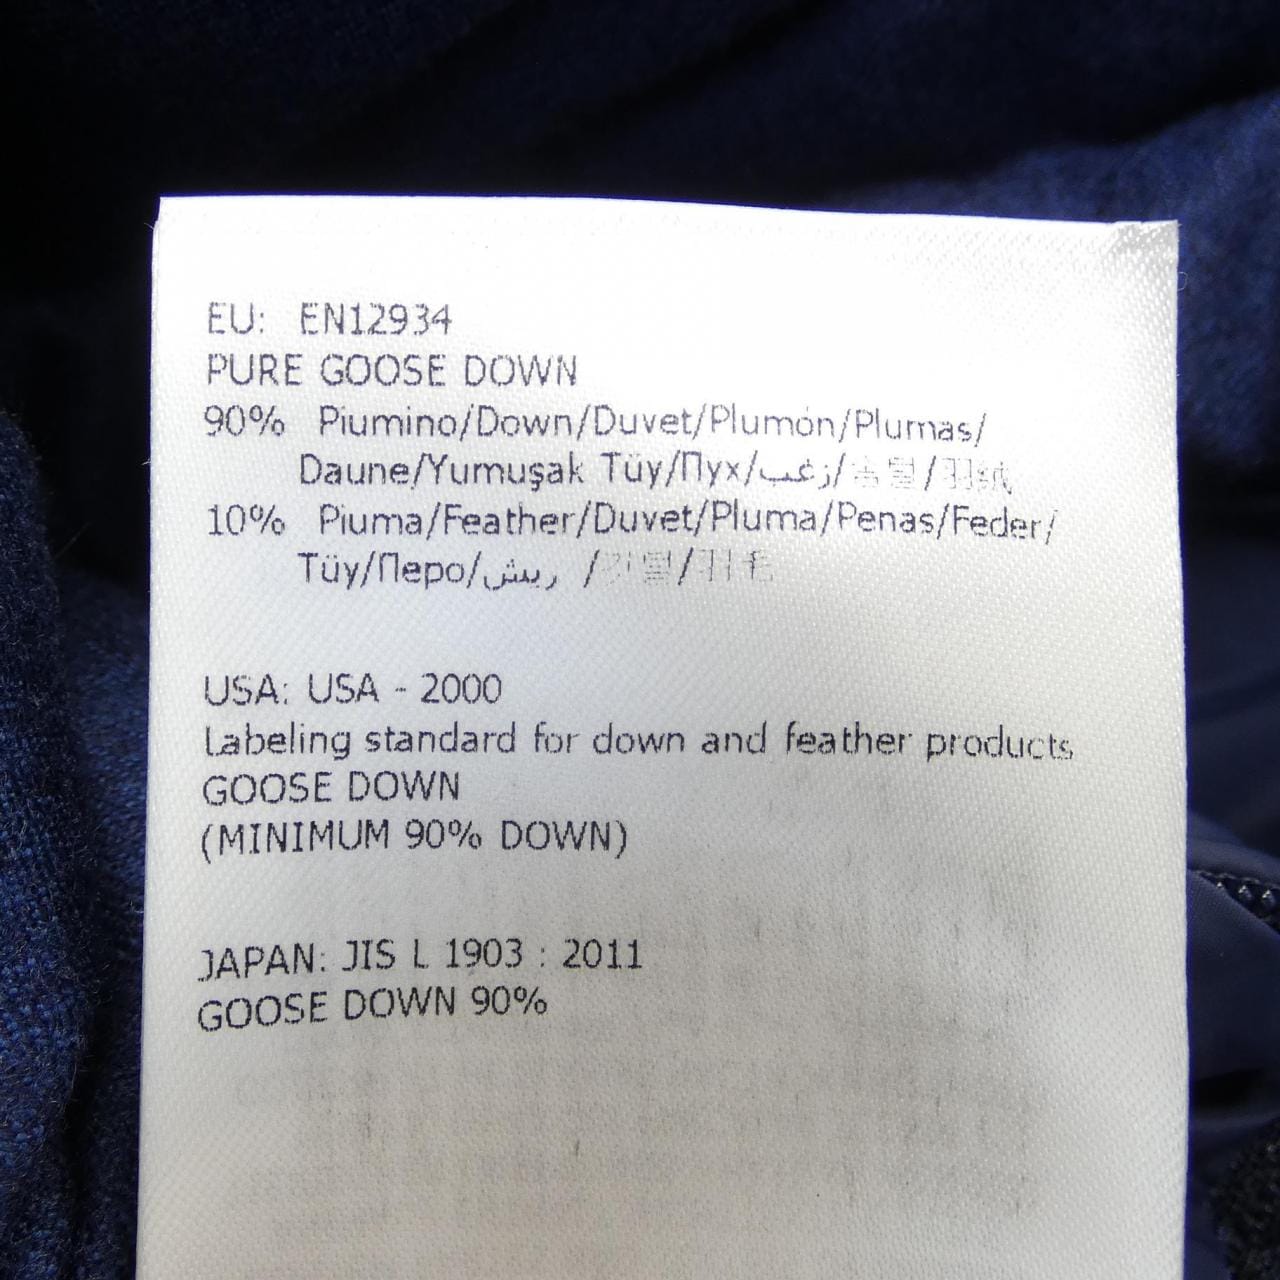 EU: EN12934
PURE GOOSE DOWN
90% Piumino/Down/Duvet/Plumón/Plumas/
Daune/Yumuşak Tüy/Пух/زغب/솜털/羽绒
10% Piuma/Feather/Duvet/Pluma/Penas/Feder/
Tüy/Перо/ريش /깃털/羽毛
USA: USA - 2000
Labeling standard for down and feather products
GOOSE DOWN
(MINIMUM 90% DOWN)
JAPAN: JIS L 1903 : 2011
GOOSE DOWN 90%